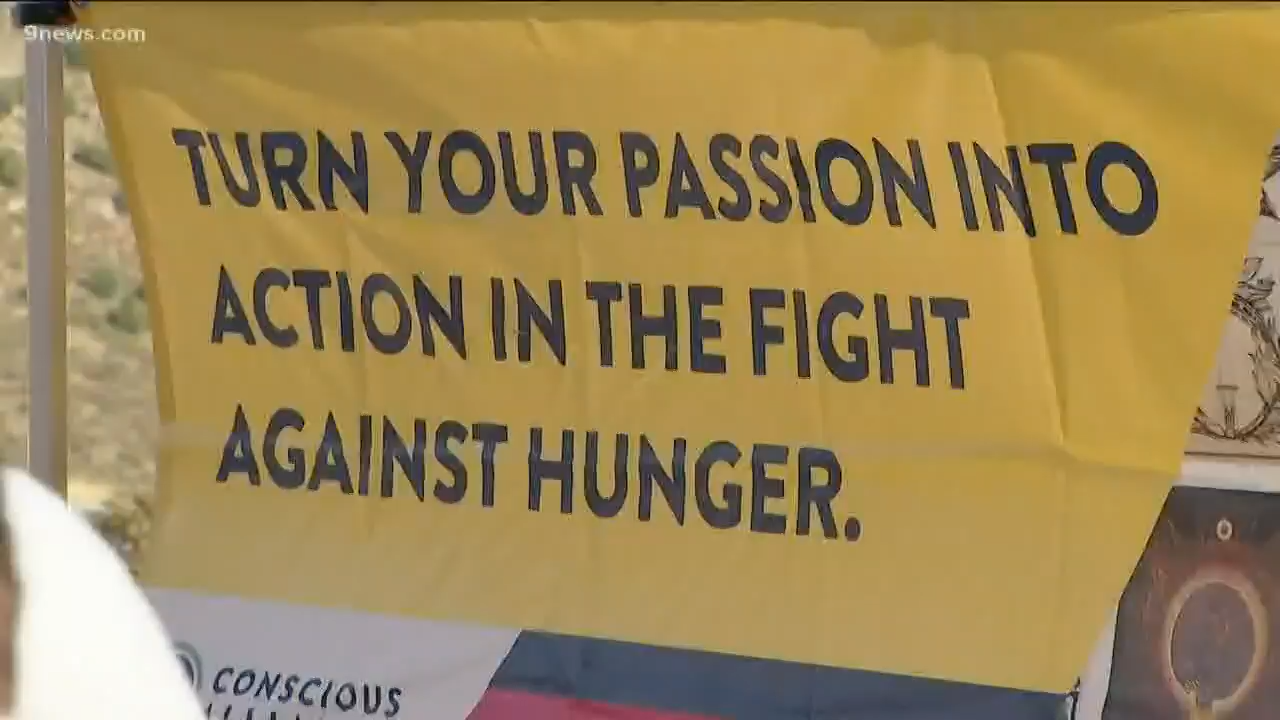 9news.com
TURN YOUR PASSION INTO
ACTION IN THE FIGHT
AGAINST HUNGER.
CONSCIOUS